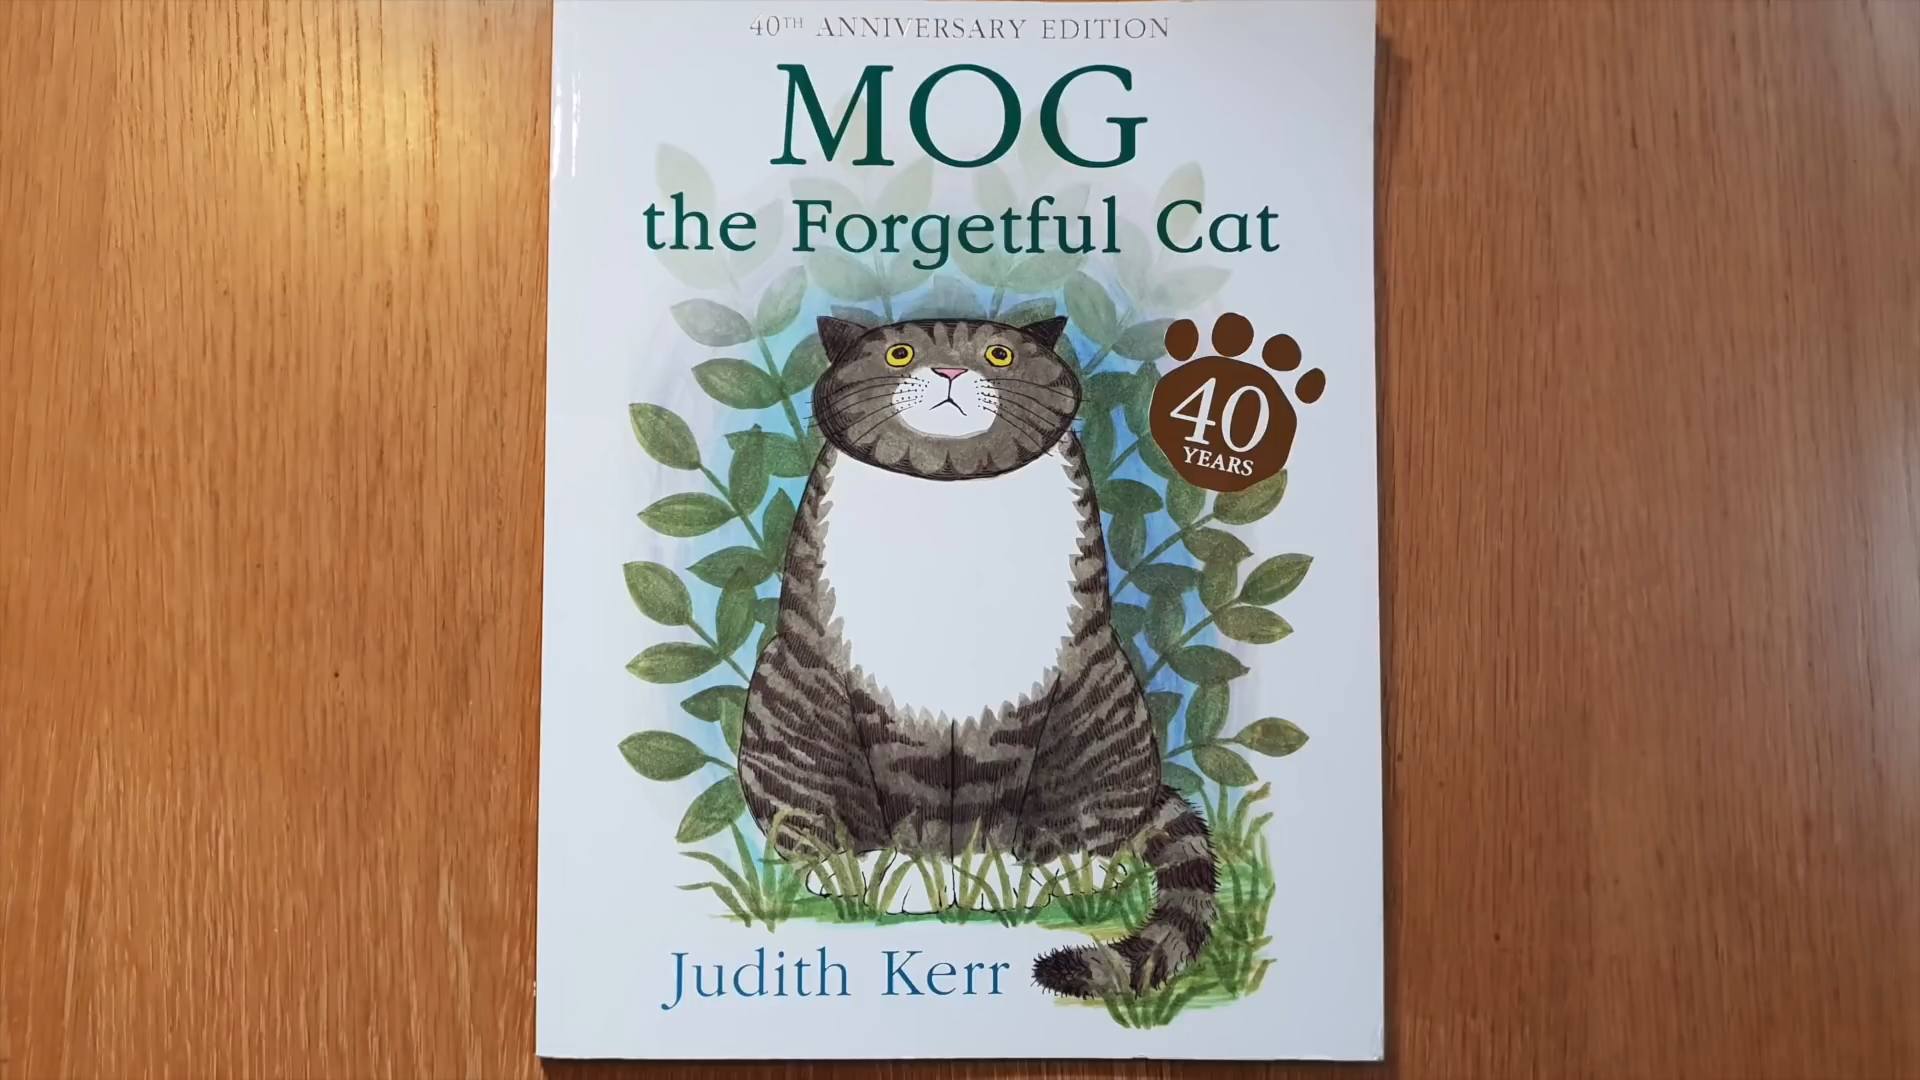 40TH ANNIVERSARY EDITION
MOG
the Forgetful Cat
40
YEARS
Judith Kerr